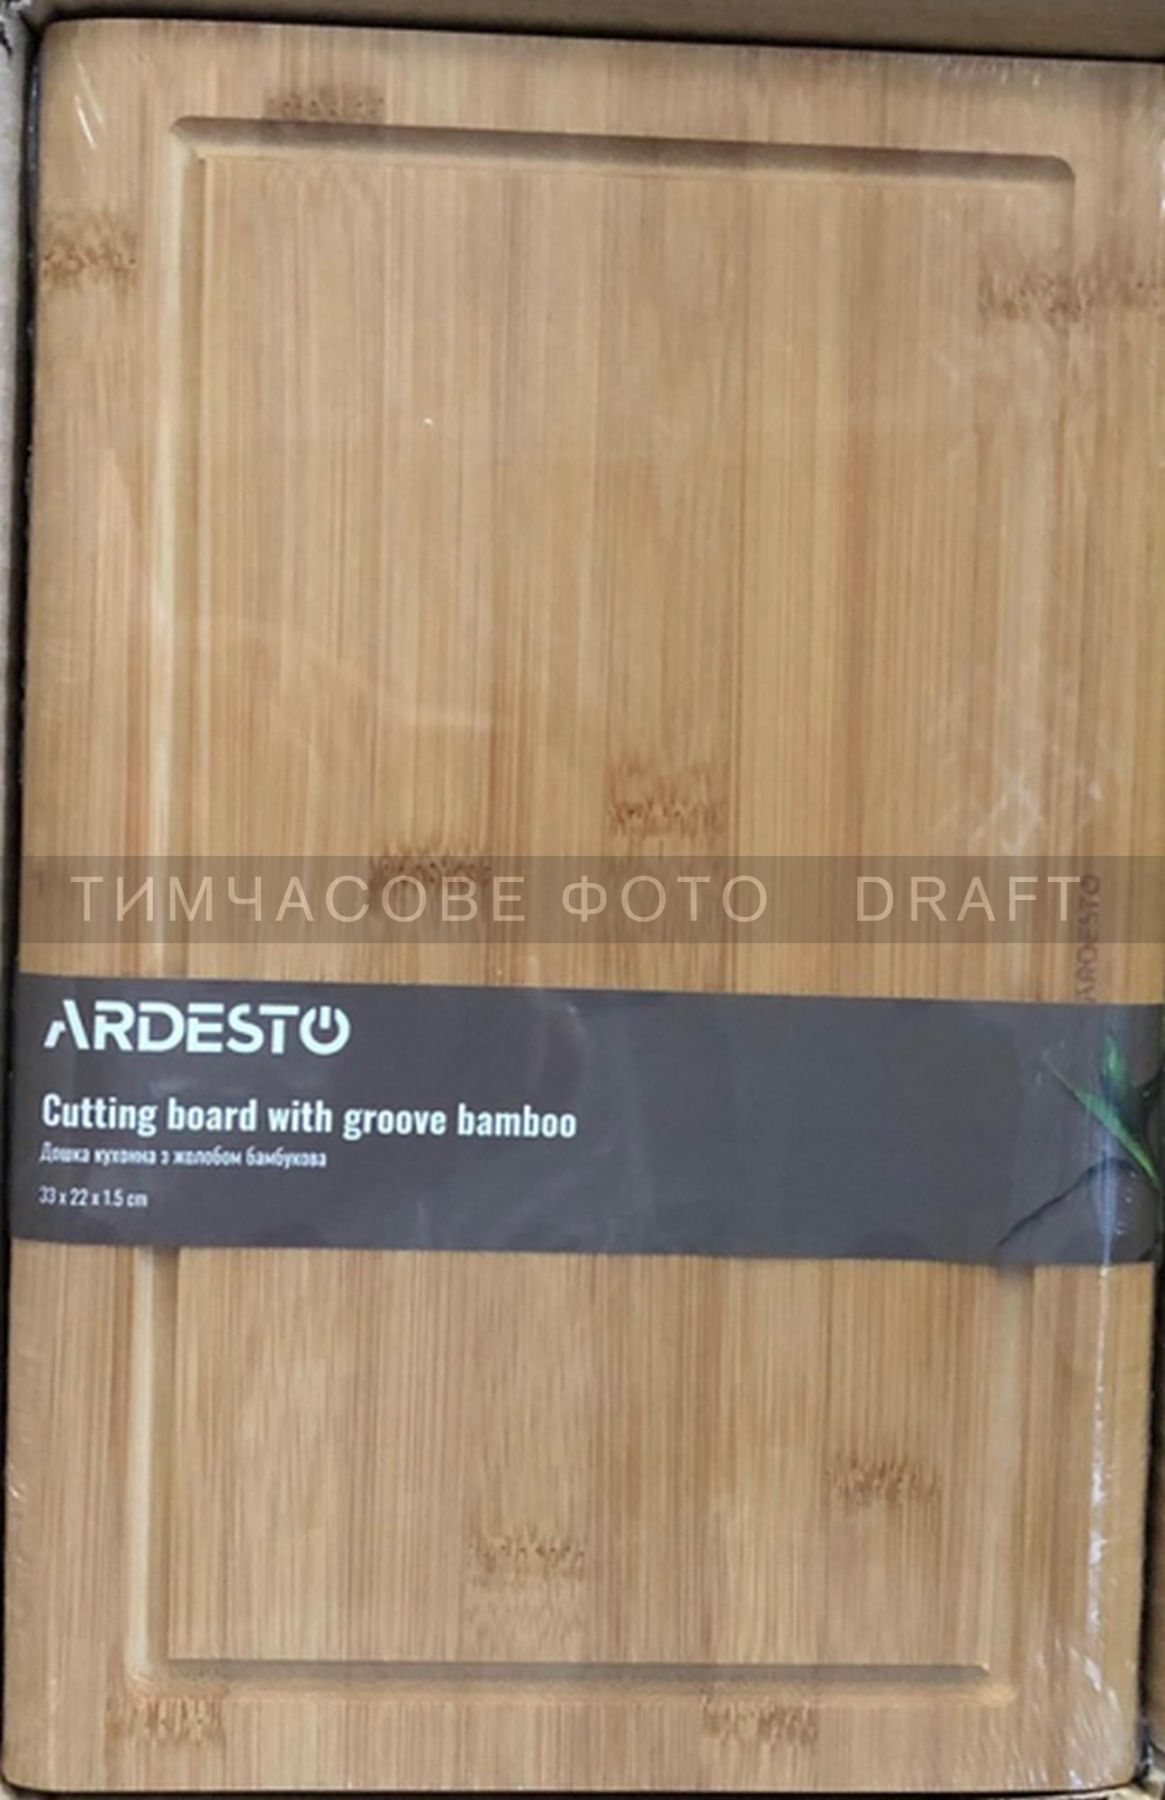 ТИМЧАСОВЕ ФОТО DRAFT
ARDESTO
ARDESTO
Cutting board with groove bamboo
Дошка кухонна з жолобом бамбукова
33 x 22 x 1.5 cm